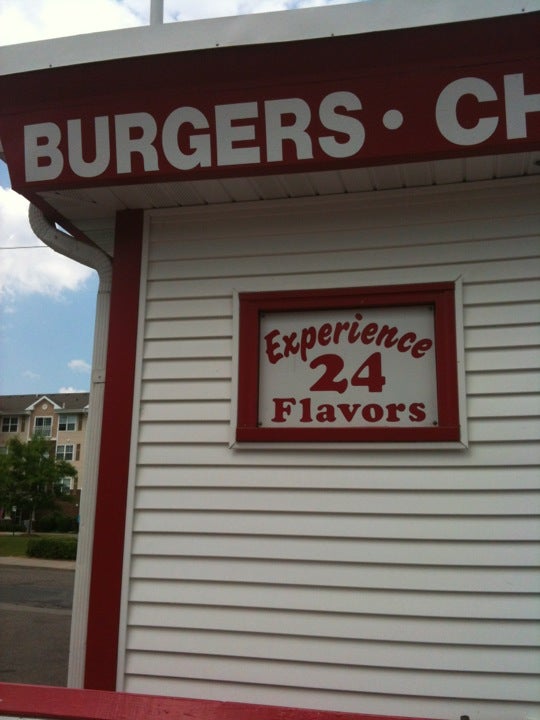 BURGERS · CH
Experience
24
Flavors